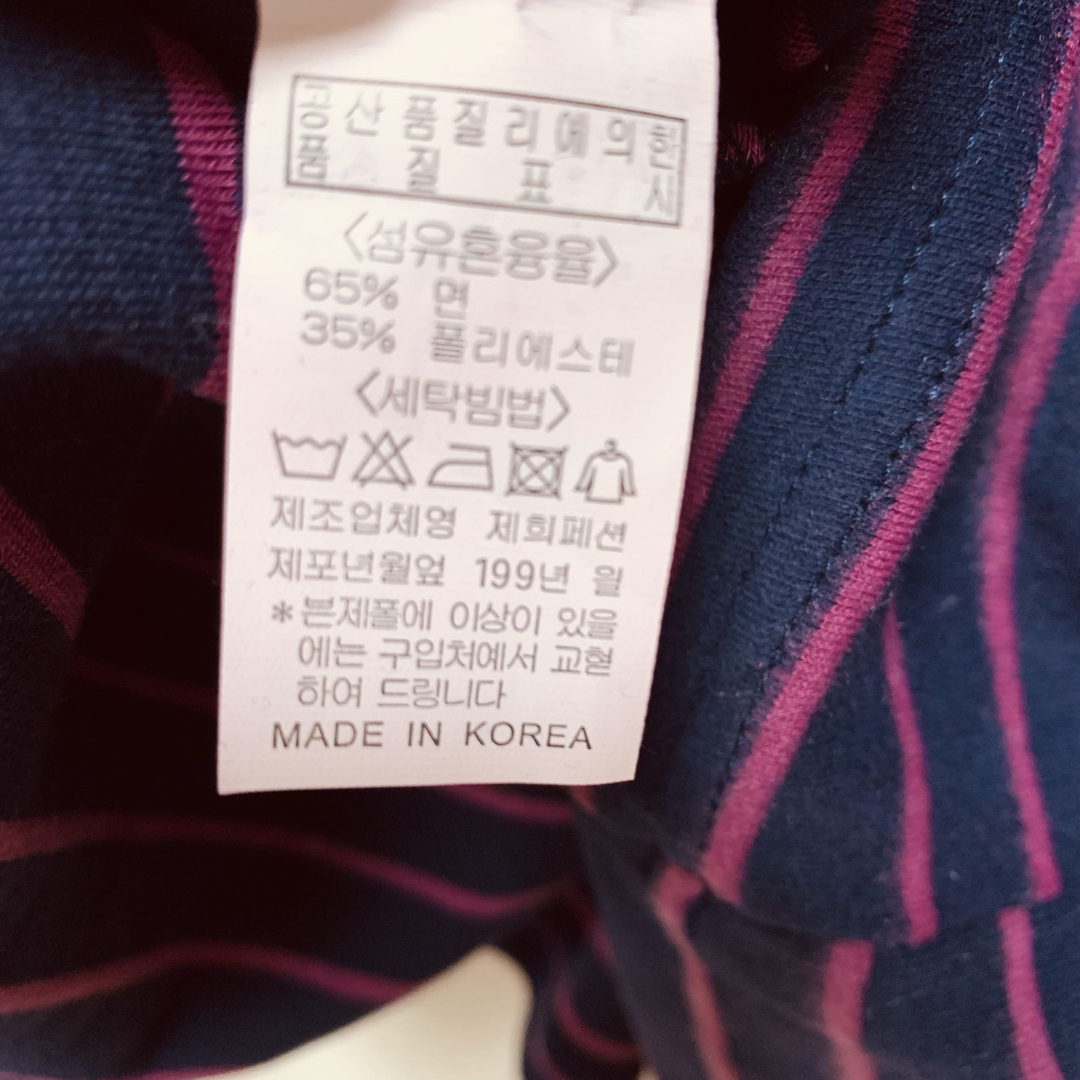 공산품질리에의한
품질표시
<섬유혼용율>
65% 면
35% 폴리에스테
<세탁빙법>
제조업체영 제희페션
제포년월엎 199년 월
*본제폴에 이상이 있을
에는 구입처예서 교혈
하여 드링니다
MADE IN KOREA